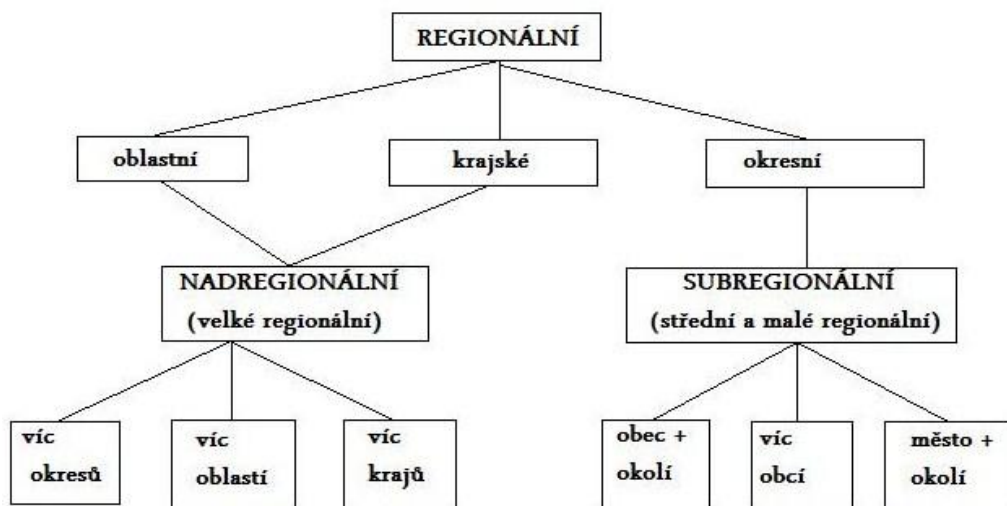 REGIONÁLNÍ
oblastní
krajské
okresní
NADREGIONÁLNÍ
(velké regionální)
SUBREGIONÁLNÍ
(střední a malé regionální)
víc
okresů
víc
oblastí
víc
krajů
obec +
okolí
víc
obcí
město +
okolí